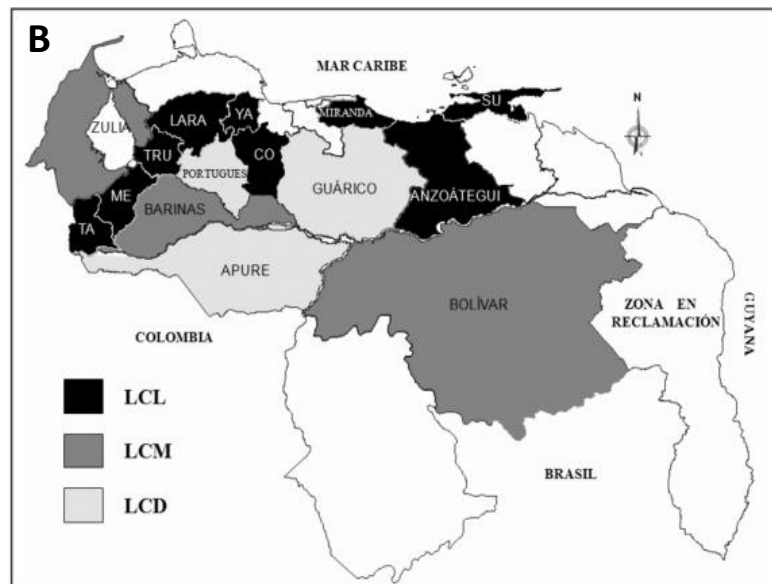 B
MAR CARIBE
N
SU
MIRANDA
YA
LARA
ZULIA
TRU
CO
PORTUGUES
GUÁRICO
ME
ANZOÁTEGUI
BARINAS
TA
APURE
BOLÍVAR
ZONA EN
RECLAMACIÓN
GUYANA
COLOMBIA
LCL
LCM
LCD
BRASIL